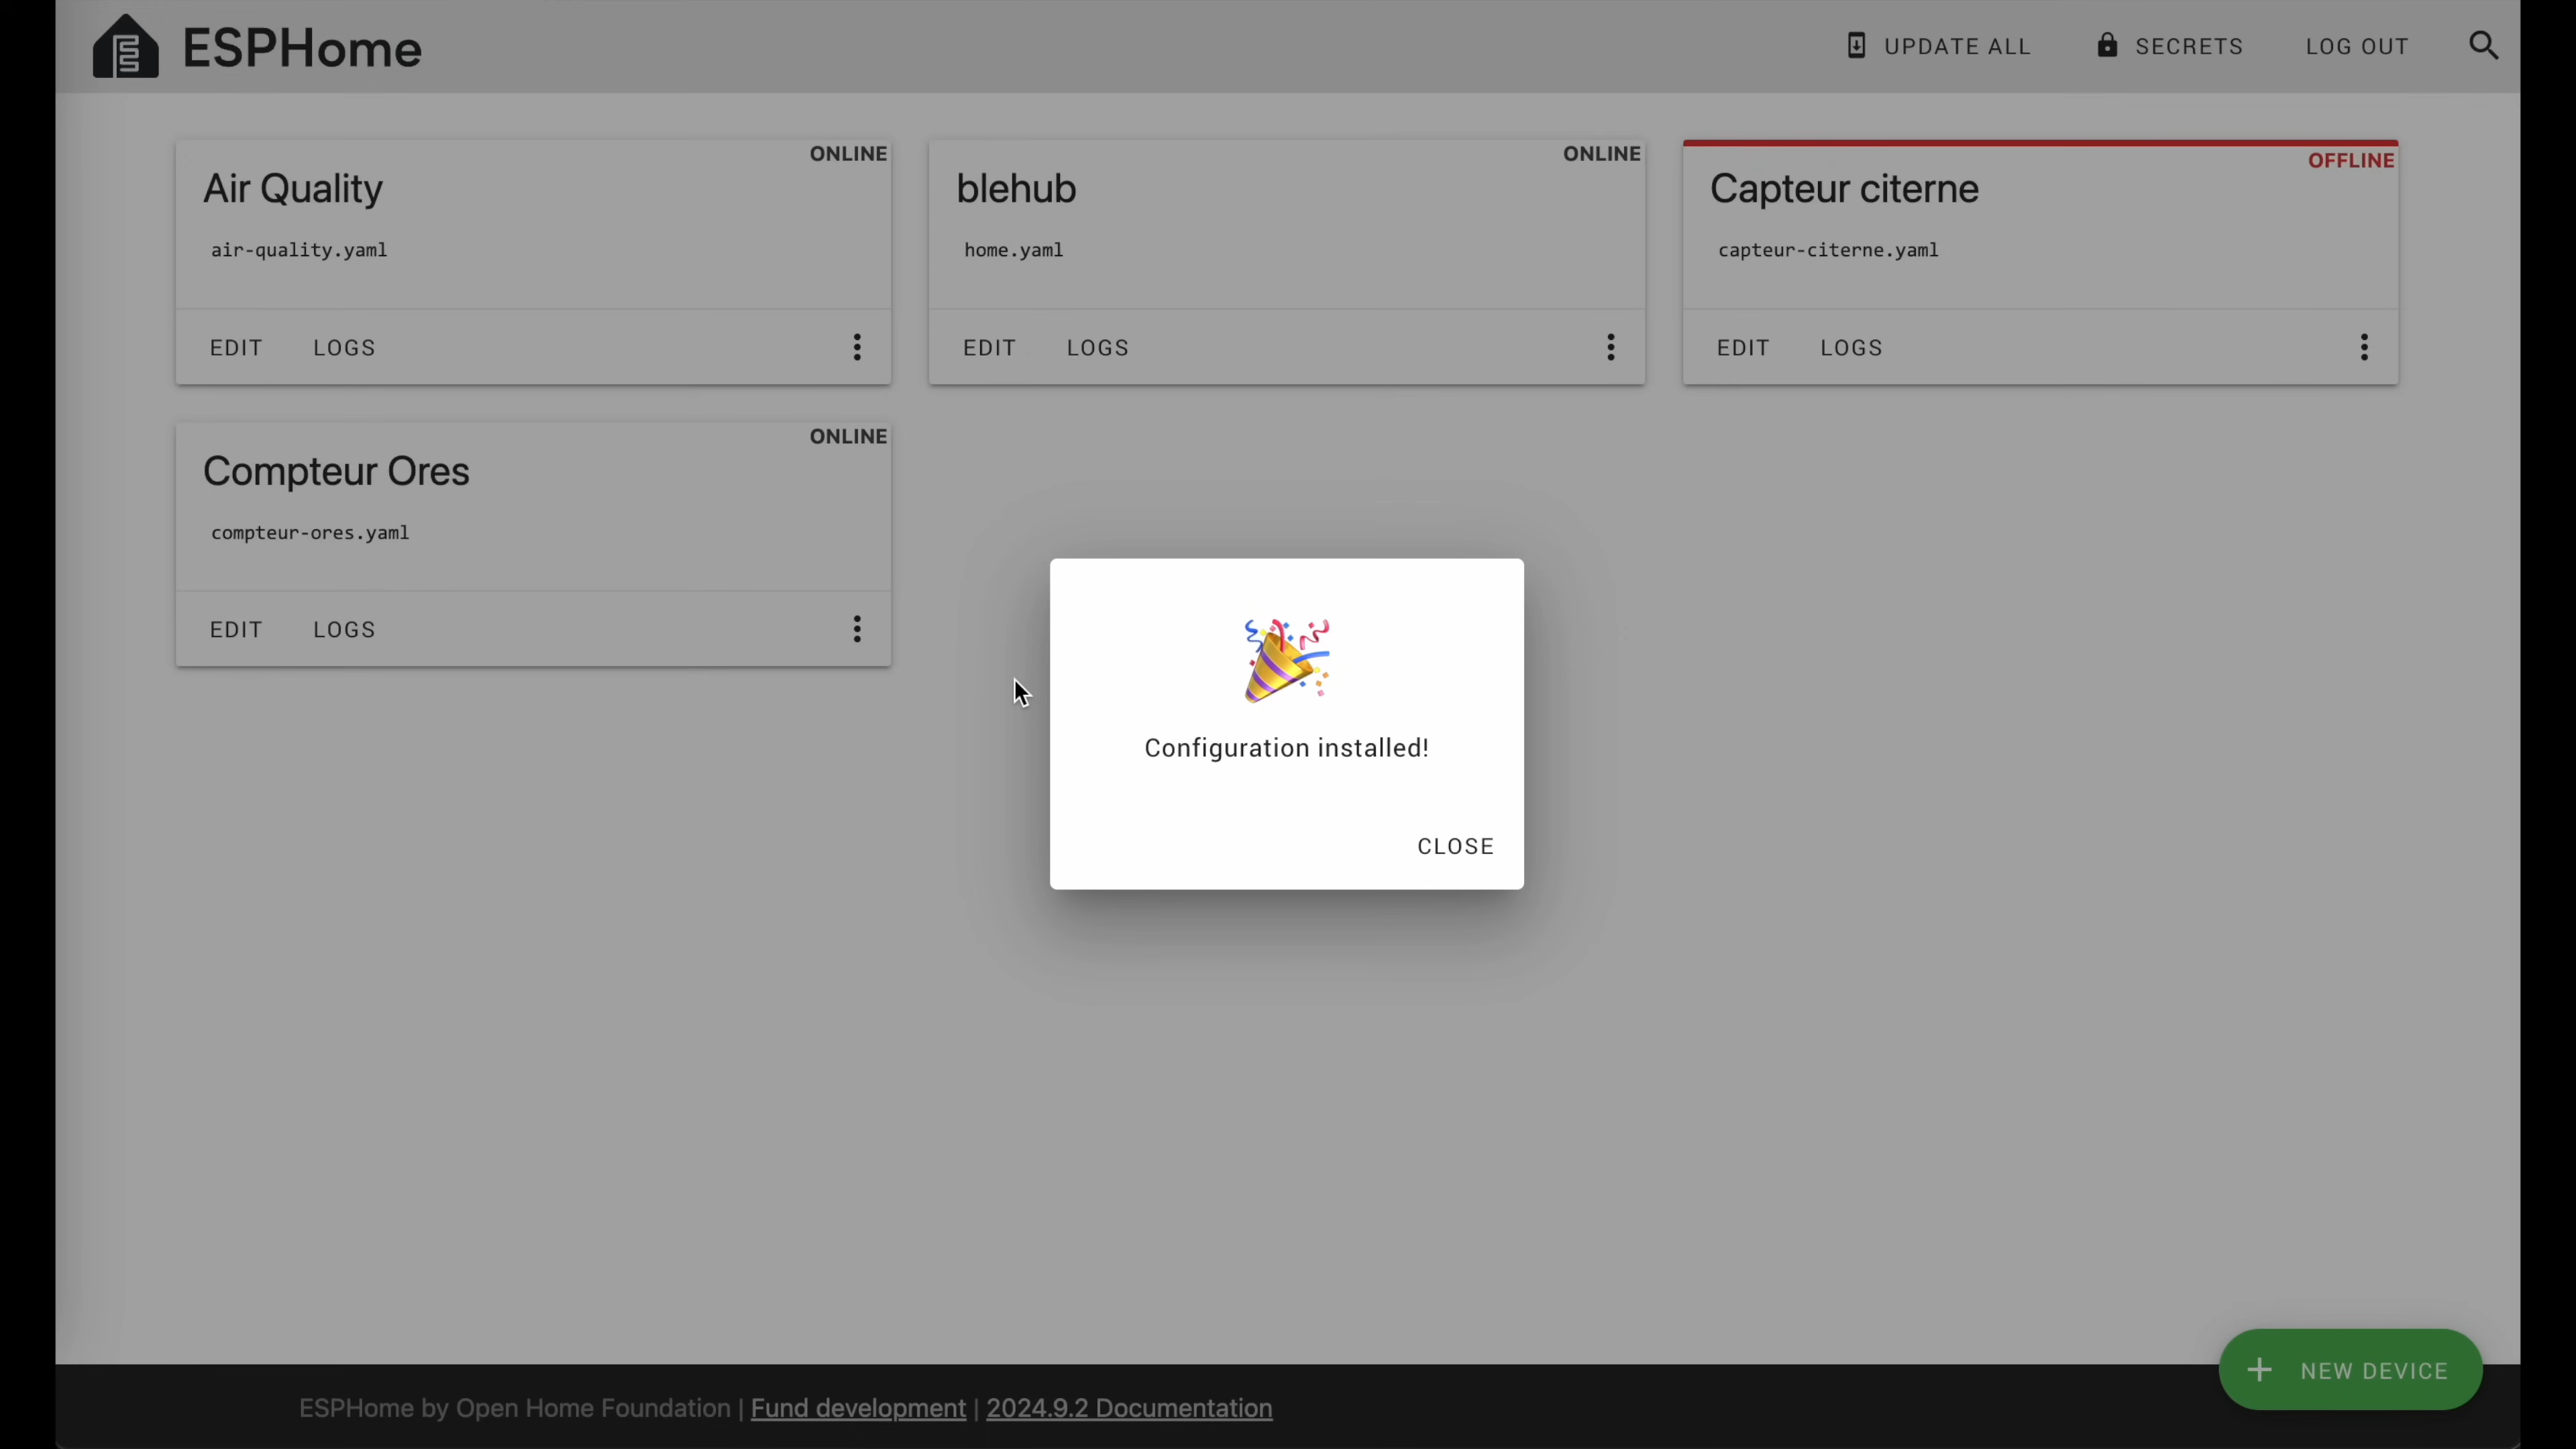 ESPHome
UPDATE ALL
SECRETS
LOG OUT
ONLINE
Air Quality
air-quality.yaml
EDIT
LOGS
ONLINE
blehub
home.yaml
EDIT
LOGS
OFFLINE
Capteur citerne
capteur-citerne.yaml
EDIT
LOGS
ONLINE
Compteur Ores
compteur-ores.yaml
EDIT
LOGS
Configuration installed!
CLOSE
NEW DEVICE
ESPHome by Open Home Foundation | Fund development | 2024.9.2 Documentation